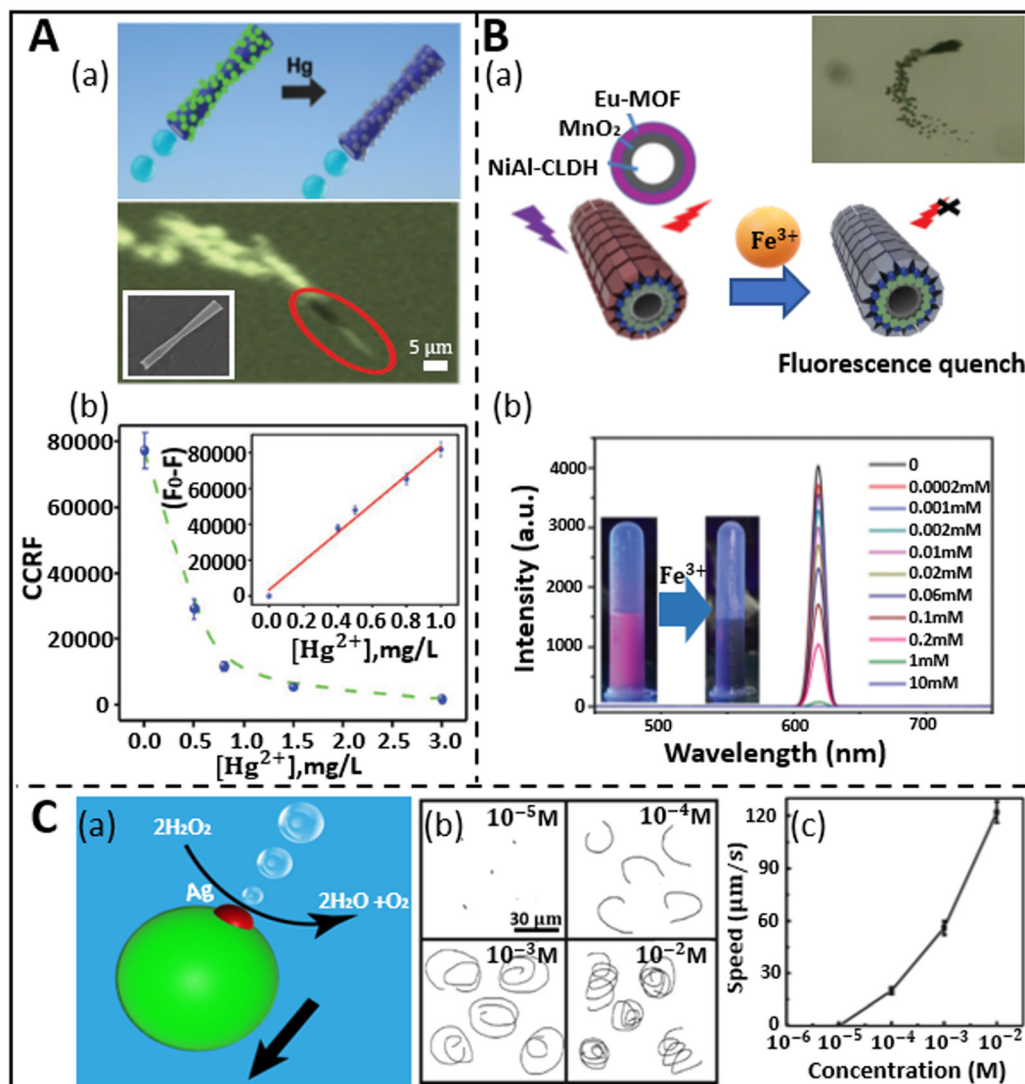 A
(a)
Hg
5 μm
(b)
80000
60000
40000
20000
0
CCRF
0.0 0.5 1.0 1.5 2.0 2.5 3.0
[Hg²⁺],mg/L
(F₀-F)
80000
60000
40000
20000
0
0.0 0.2 0.4 0.6 0.8 1.0
[Hg²⁺],mg/L
B
(a)
Eu-MOF
MnO₂
NiAl-CLDH
Fe³⁺
Fluorescence quench
(b)
Intensity (a.u.)
4000
3000
2000
1000
0
Fe³⁺
0
0.0002mM
0.001mM
0.002mM
0.01mM
0.02mM
0.06mM
0.1mM
0.2mM
1mM
10mM
500 600 700
Wavelength (nm)
C
(a)
2H₂O₂
Ag
2H₂O +O₂
(b)
10⁻⁵M
30 μm
10⁻⁴M
10⁻³M
10⁻²M
(c)
Speed (μm/s)
120
90
60
30
0
10⁻⁶ 10⁻⁵ 10⁻⁴ 10⁻³ 10⁻²
Concentration (M)